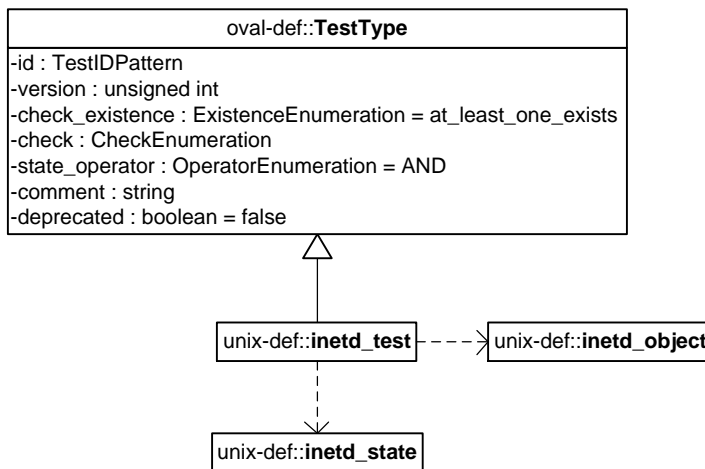 oval-def::TestType
-id : TestIDPattern
-version : unsigned int
-check_existence : ExistenceEnumeration = at_least_one_exists
-check : CheckEnumeration
-state_operator : OperatorEnumeration = AND
-comment : string
-deprecated : boolean = false
unix-def::inetd_test
unix-def::inetd_object
unix-def::inetd_state